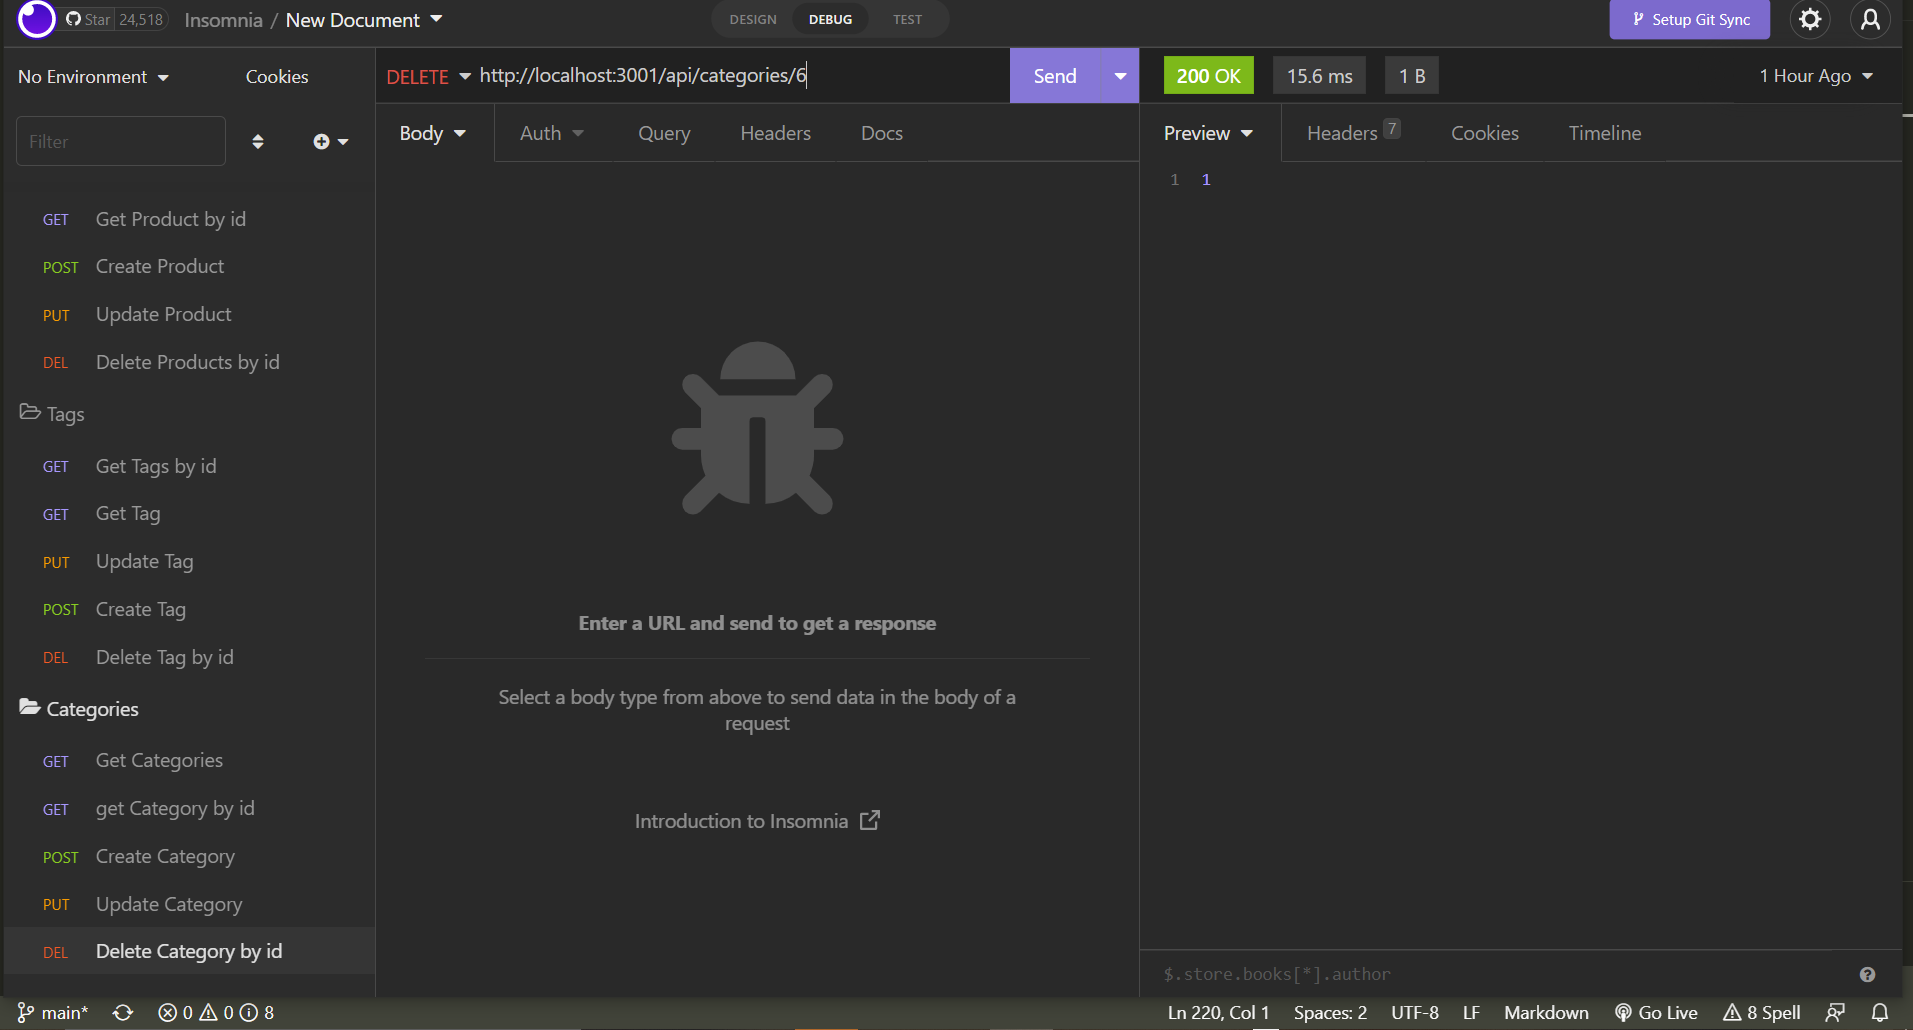 Star 24,518 Insomnia / New Document
DESIGN DEBUG TEST
Setup Git Sync
No Environment Cookies
DELETE http://localhost:3001/api/categories/6 Send
200 OK 15.6 ms 1 B 1 Hour Ago
Filter
Body Auth Query Headers Docs
Preview Headers 7 Cookies Timeline
1 1
GET Get Product by id
POST Create Product
PUT Update Product
DEL Delete Products by id
Tags
GET Get Tags by id
GET Get Tag
PUT Update Tag
POST Create Tag
DEL Delete Tag by id
Categories
GET Get Categories
GET get Category by id
POST Create Category
PUT Update Category
DEL Delete Category by id
Enter a URL and send to get a response
Select a body type from above to send data in the body of a
request
Introduction to Insomnia
$.store.books[*].author
main* 0 0 8
Ln 220, Col 1 Spaces: 2 UTF-8 LF Markdown Go Live 8 Spell